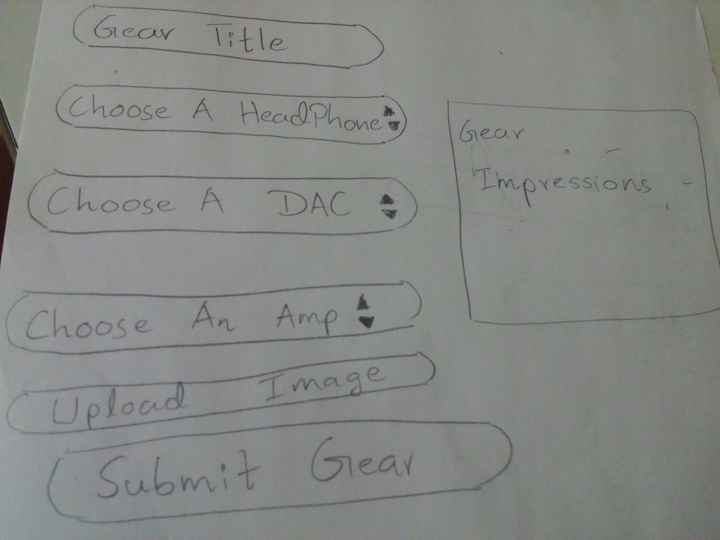 Gear Title
Choose A HeadPhone
Choose A DAC
Choose An Amp
Upload Image
Submit Gear
Gear
Impressions